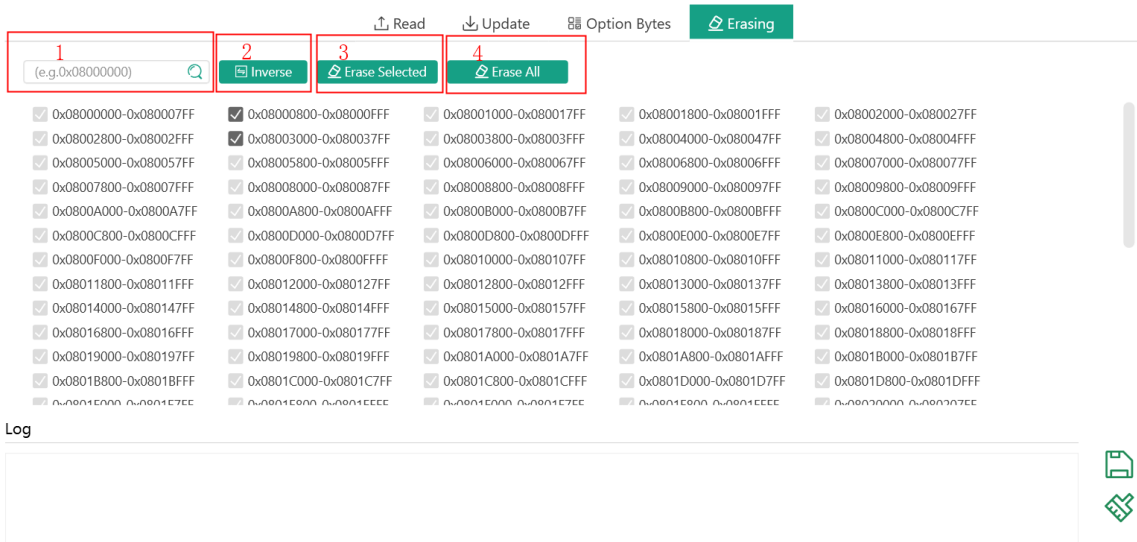 Read Update Option Bytes Erasing
1 2 3 4
(e.g.0x08000000) Inverse Erase Selected Erase All
0x08000000-0x080007FF 0x08000800-0x08000FFF 0x08001000-0x080017FF 0x08001800-0x08001FFF 0x08002000-0x080027FF
0x08002800-0x08002FFF 0x08003000-0x080037FF 0x08003800-0x08003FFF 0x08004000-0x080047FF 0x08004800-0x08004FFF
0x08005000-0x080057FF 0x08005800-0x08005FFF 0x08006000-0x080067FF 0x08006800-0x08006FFF 0x08007000-0x080077FF
0x08007800-0x08007FFF 0x08008000-0x080087FF 0x08008800-0x08008FFF 0x08009000-0x080097FF 0x08009800-0x08009FFF
0x0800A000-0x0800A7FF 0x0800A800-0x0800AFFF 0x0800B000-0x0800B7FF 0x0800B800-0x0800BFFF 0x0800C000-0x0800C7FF
0x0800C800-0x0800CFFF 0x0800D000-0x0800D7FF 0x0800D800-0x0800DFFF 0x0800E000-0x0800E7FF 0x0800E800-0x0800EFFF
0x0800F000-0x0800F7FF 0x0800F800-0x0800FFFF 0x08010000-0x080107FF 0x08010800-0x08010FFF 0x08011000-0x080117FF
0x08011800-0x08011FFF 0x08012000-0x080127FF 0x08012800-0x08012FFF 0x08013000-0x080137FF 0x08013800-0x08013FFF
0x08014000-0x080147FF 0x08014800-0x08014FFF 0x08015000-0x080157FF 0x08015800-0x08015FFF 0x08016000-0x080167FF
0x08016800-0x08016FFF 0x08017000-0x080177FF 0x08017800-0x08017FFF 0x08018000-0x080187FF 0x08018800-0x08018FFF
0x08019000-0x080197FF 0x08019800-0x08019FFF 0x0801A000-0x0801A7FF 0x0801A800-0x0801AFFF 0x0801B000-0x0801B7FF
0x0801B800-0x0801BFFF 0x0801C000-0x0801C7FF 0x0801C800-0x0801CFFF 0x0801D000-0x0801D7FF 0x0801D800-0x0801DFFF
Log